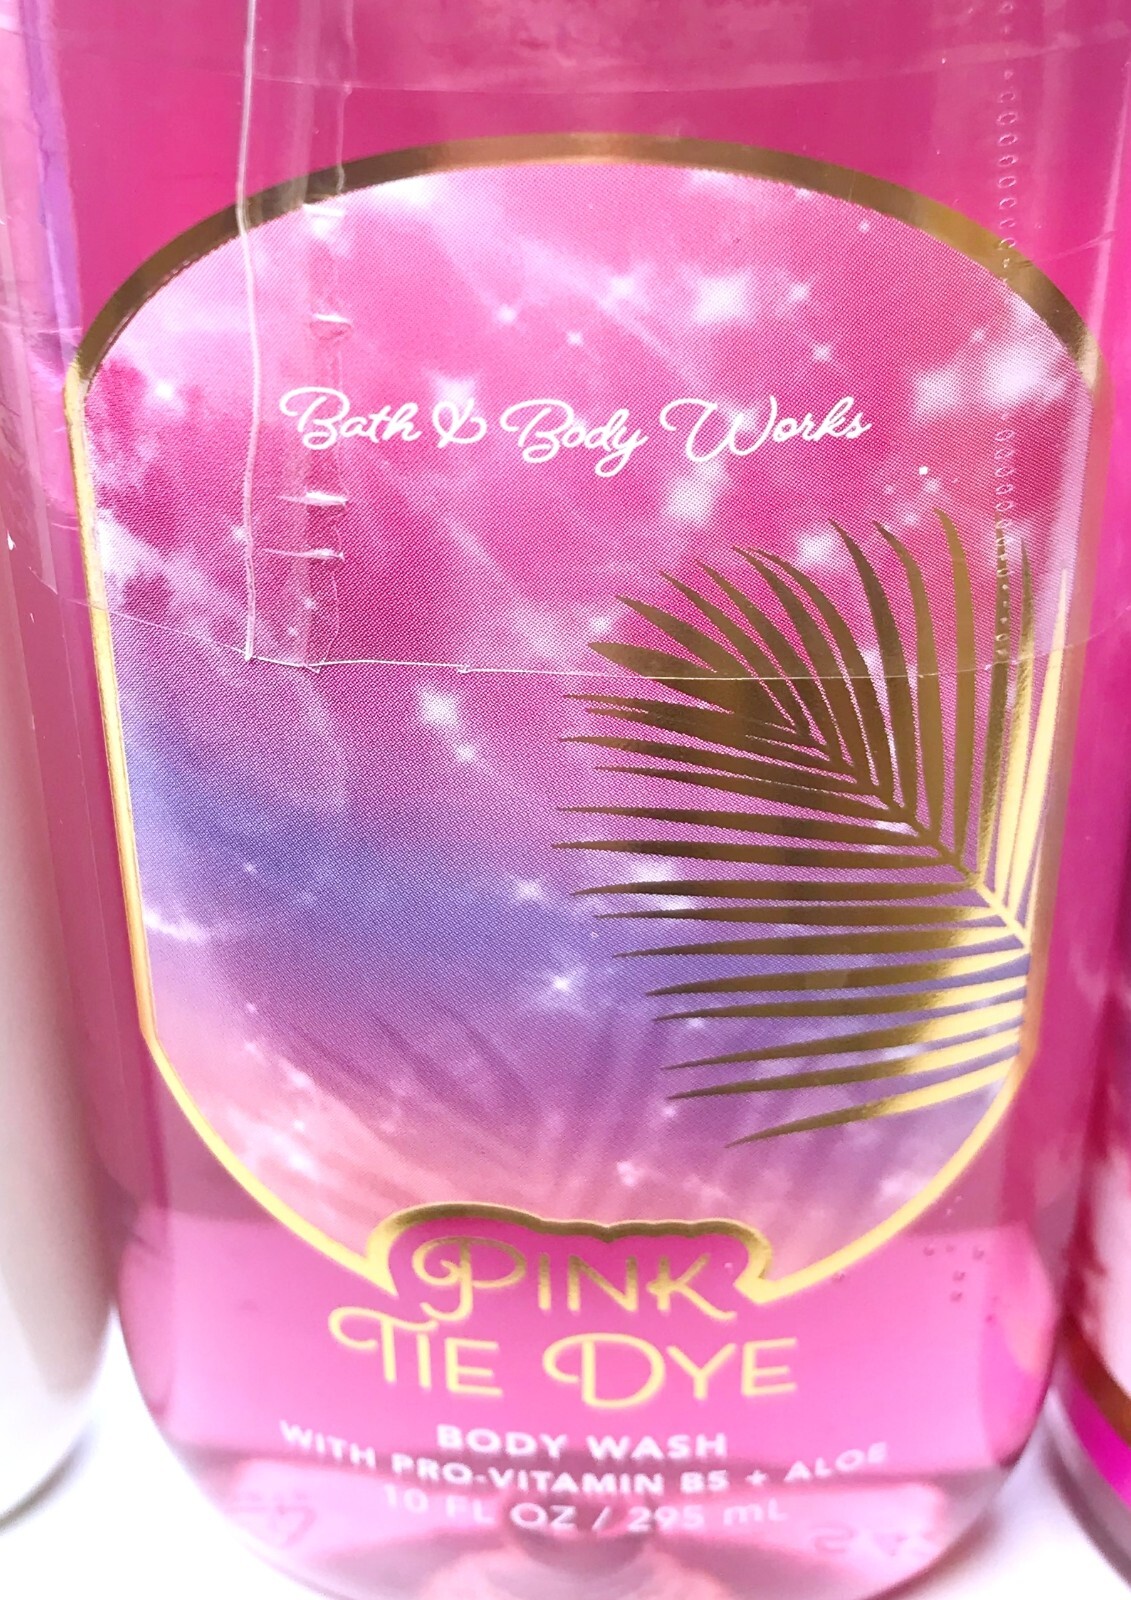 Bath & Body Works
PINK
TIE DYE
BODY WASH
WITH PRO-VITAMIN B5 + ALOE
10 FL OZ / 295 mL